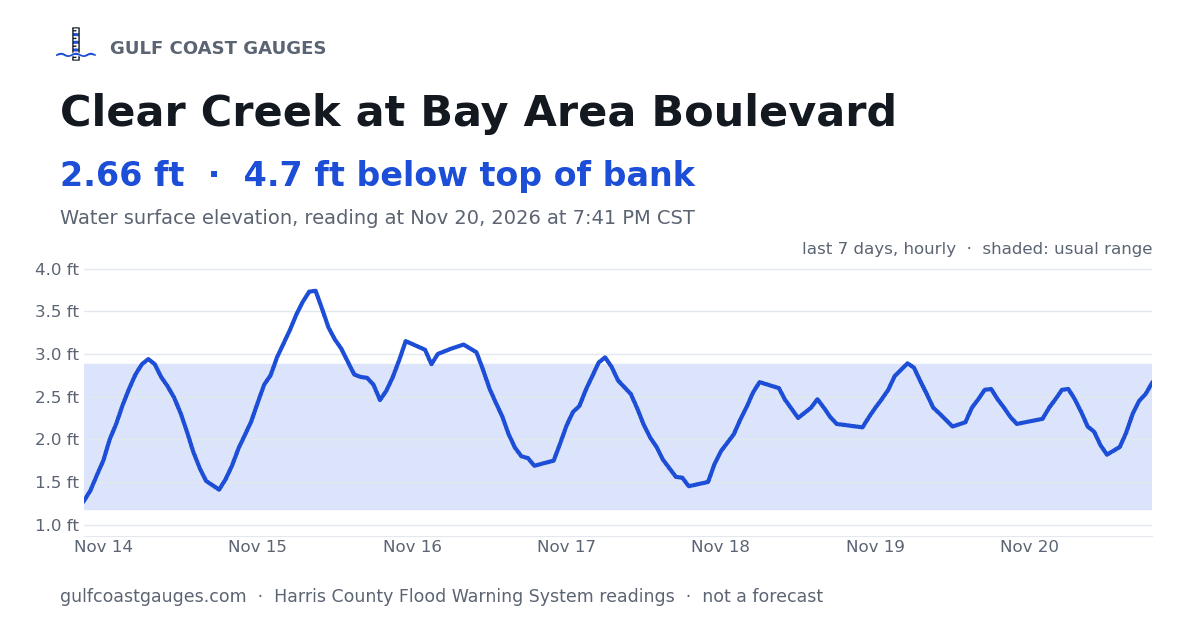 GULF COAST GAUGES
Clear Creek at Bay Area Boulevard
2.66 ft · 4.7 ft below top of bank
Water surface elevation, reading at Nov 20, 2026 at 7:41 PM CST
last 7 days, hourly · shaded: usual range
4.0 ft
3.5 ft
3.0 ft
2.5 ft
2.0 ft
1.5 ft
1.0 ft
Nov 14 Nov 15 Nov 16 Nov 17 Nov 18 Nov 19 Nov 20
gulfcoastgauges.com · Harris County Flood Warning System readings · not a forecast